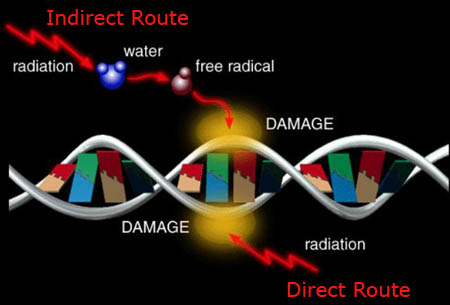 Indirect Route
water
radiation
free radical
DAMAGE
DAMAGE
radiation
Direct Route